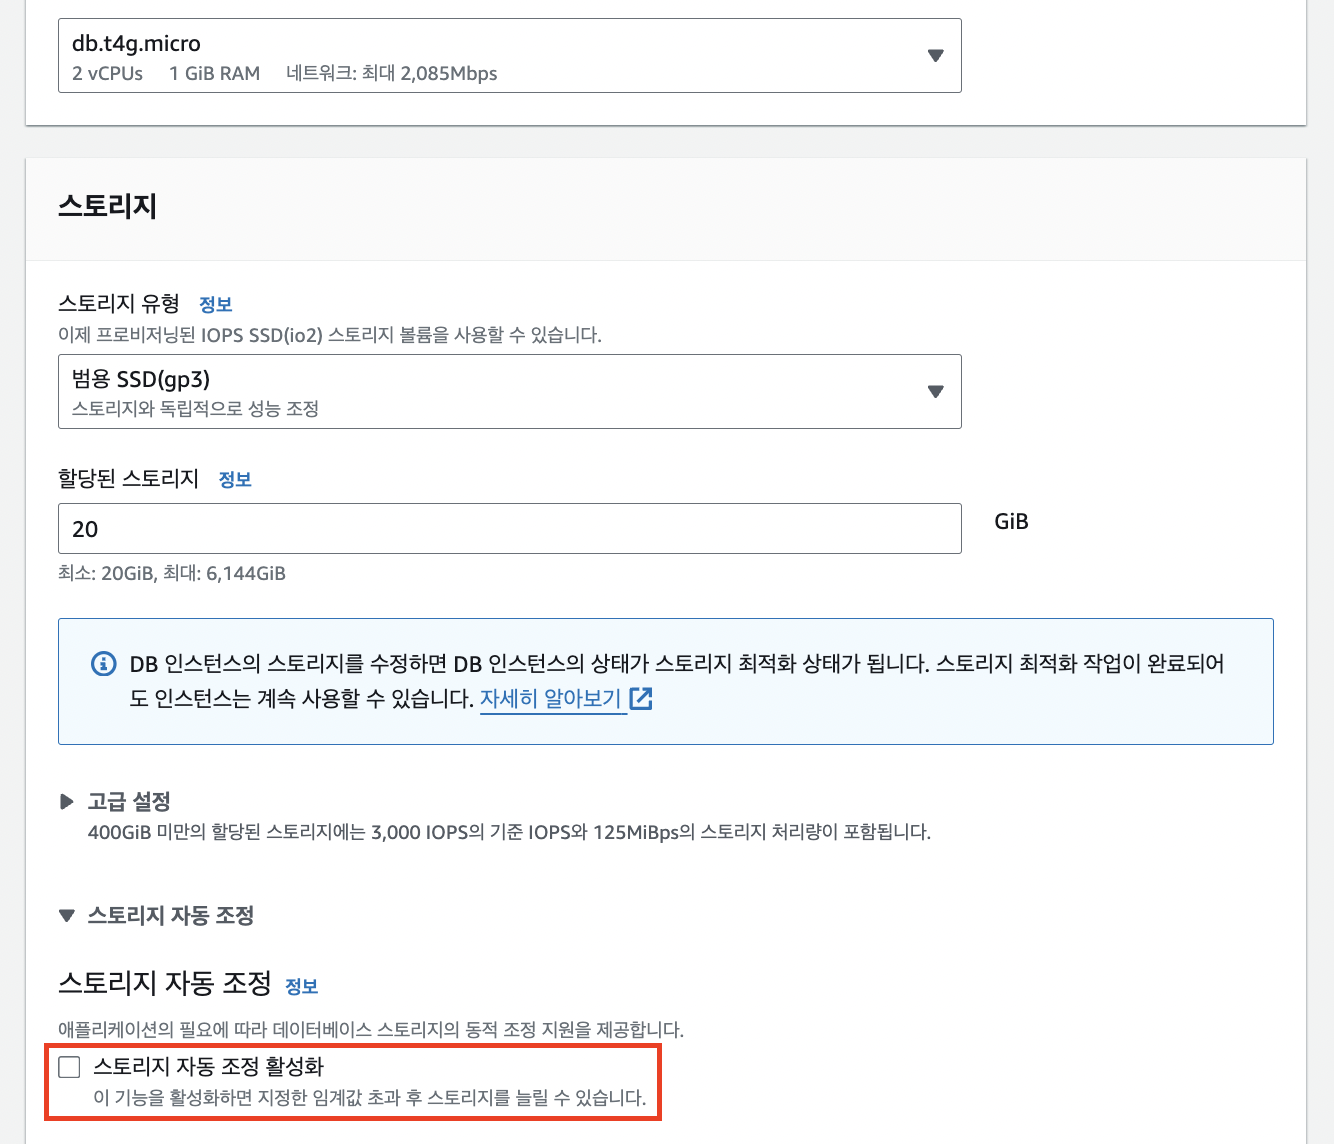 db.t4g.micro
2 vCPUs 1 GiB RAM 네트워크: 최대 2,085Mbps
스토리지
스토리지 유형 정보
이제 프로비저닝된 IOPS SSD(io2) 스토리지 볼륨을 사용할 수 있습니다.
범용 SSD(gp3)
스토리지와 독립적으로 성능 조정
할당된 스토리지 정보
20
GiB
최소: 20GiB, 최대: 6,144GiB
DB 인스턴스의 스토리지를 수정하면 DB 인스턴스의 상태가 스토리지 최적화 상태가 됩니다. 스토리지 최적화 작업이 완료되어
도 인스턴스는 계속 사용할 수 있습니다. 자세히 알아보기
고급 설정
400GiB 미만의 할당된 스토리지에는 3,000 IOPS의 기준 IOPS와 125MiBps의 스토리지 처리량이 포함됩니다.
스토리지 자동 조정
스토리지 자동 조정 정보
애플리케이션의 필요에 따라 데이터베이스 스토리지의 동적 조정 지원을 제공합니다.
스토리지 자동 조정 활성화
이 기능을 활성화하면 지정한 임계값 초과 후 스토리지를 늘릴 수 있습니다.